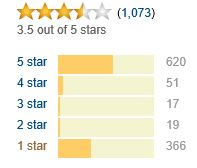 (1,073)
3.5 out of 5 stars
5 star 620
4 star 51
3 star 17
2 star 19
1 star 366